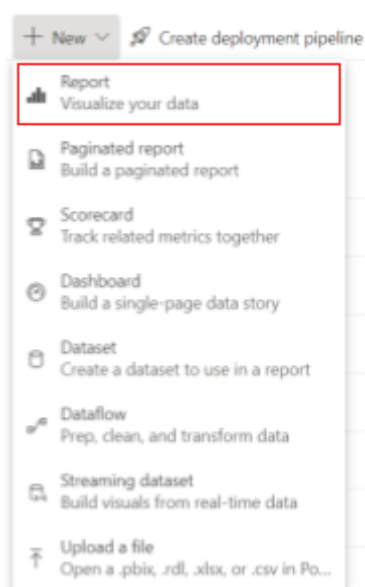 New Create deployment pipeline
Report
Visualize your data
Paginated report
Build a paginated report
Scorecard
Track related metrics together
Dashboard
Build a single-page data story
Dataset
Create a dataset to use in a report
Dataflow
Prep, clean, and transform data
Streaming dataset
Build visuals from real-time data
Upload a file
Open a .pbix, .rdl, .xlsx, or .csv in Po...